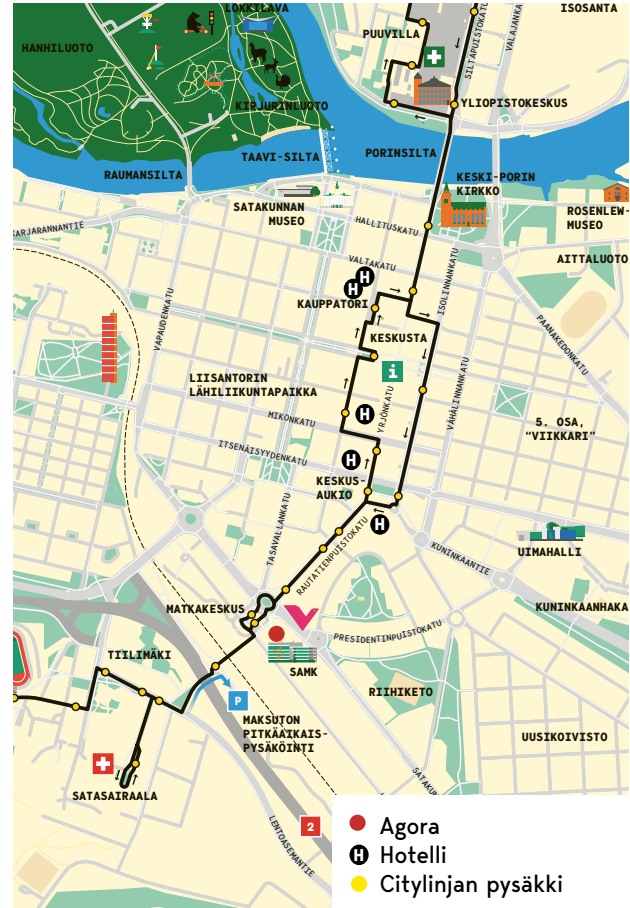 LOKKILAVA
ISOSANTA
HANHILUOTO
PUUVILLA
SILTAPUISTOKATU
VALAJANKATU
KIRJURINLUOTO
YLIOPISTOKESKUS
TAAVI-SILTA
PORINSILTA
RAUMANSILTA
KESKI-PORIN
KIRKKO
SATAKUNNAN
MUSEO
HALLITUSKATU
ROSENLEW-
MUSEO
KARJARANNANTIE
VALTAKATU
ISOLINNANKATU
AITTALUOTO
H
H
KAUPPATORI
VAPAUDENKATU
KESKUSTA
PAANAKEDONKATU
i
LIISANTORIN
LÄHILIIKUNTAPAIKKA
YRJÖNKATU
VÄHÄLINNANKATU
MIKONKATU
H
5. OSA,
"VIIKKARI"
ITSENÄISYYDENKATU
H
KESKUS-
AUKIO
H
TASAVALLANKATU
RAUTATIENPUISTOKATU
KUNINKAANTIE
UIMAHALLI
MATKAKESKUS
KUNINKAANHAKA
PRESIDENTINPUISTOKATU
TIILIMÄKI
SAMK
P
RIIHIKETO
MAKSUTON
PITKÄAIKAIS-
PYSÄKÖINTI
UUSIKOIVISTO
SATASAIRAALA
SATAKUN
LENTOASEMANTIE
2
Agora
H Hotelli
Citylinjan pysäkki